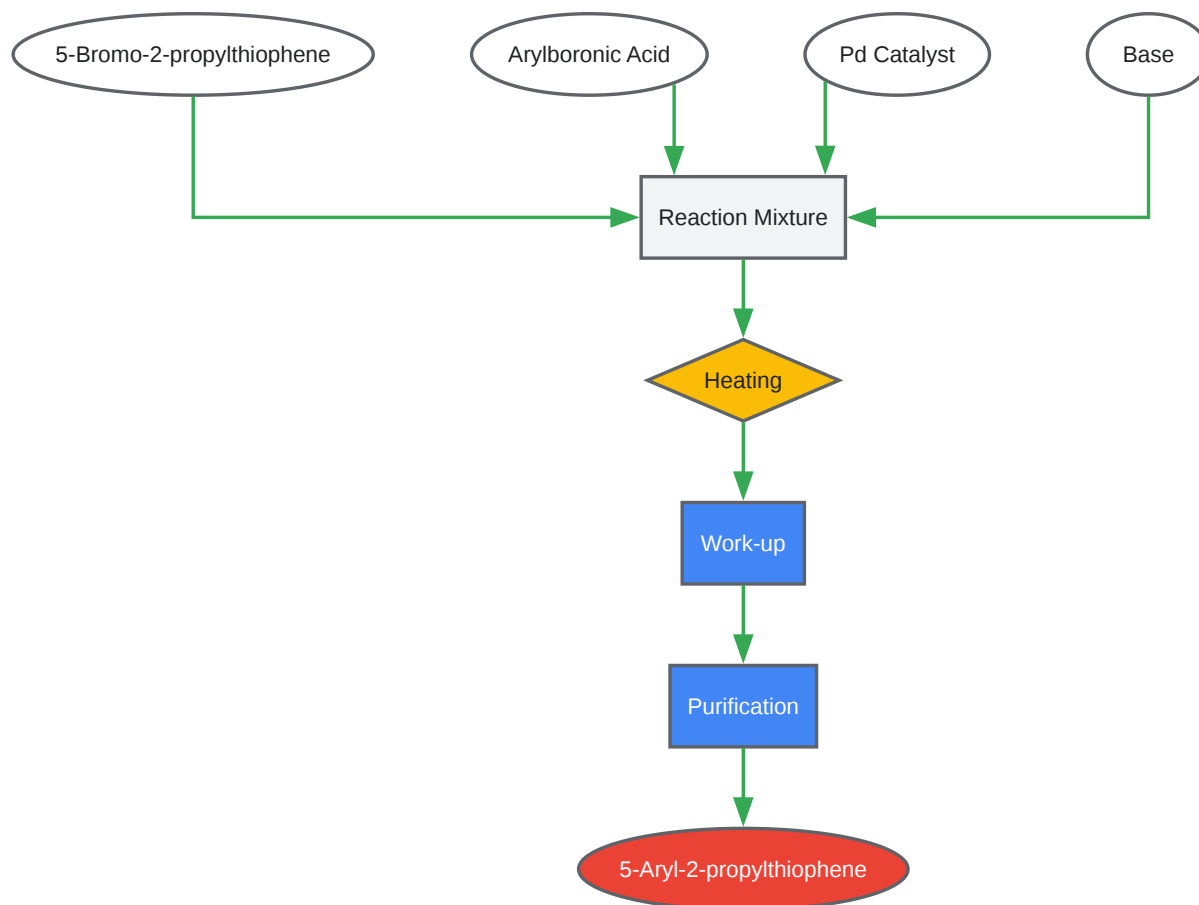 5-Bromo-2-propylthiophene
Arylboronic Acid
Pd Catalyst
Base
Reaction Mixture
Heating
Work-up
Purification
5-Aryl-2-propylthiophene